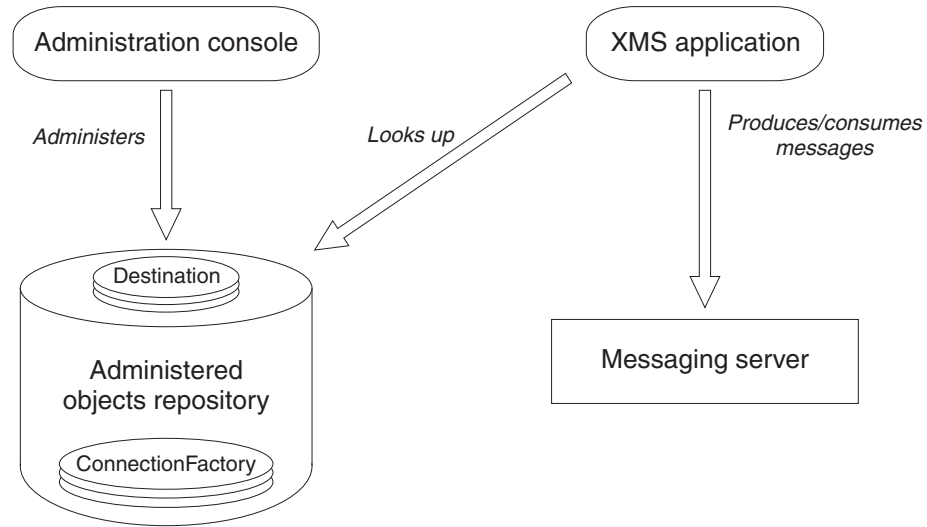 Administration console
XMS application
Administers
Looks up
Produces/consumes
messages
Destination
Administered
objects repository
ConnectionFactory
Messaging server